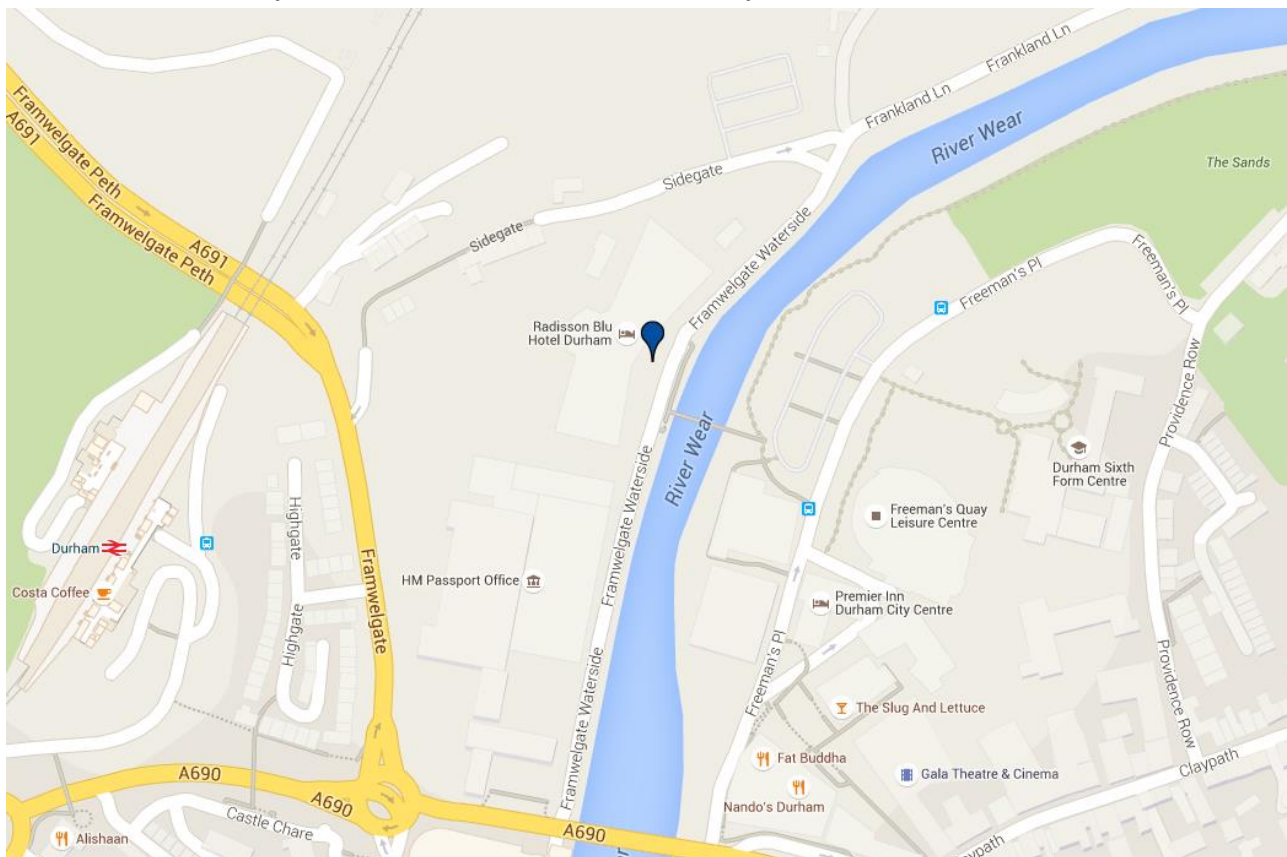 Frankland Ln
Frankland Ln
Framwelgate Peth
A691
River Wear
The Sands
Sidegate
Framwelgate Peth
A691
Sidegate
Framwelgate Waterside
Freeman's Pl
Freeman's Pl
Radisson Blu
Hotel Durham
Providence Row
River Wear
Durham Sixth
Form Centre
Highgate
Freeman's Quay
Leisure Centre
Framwelgate Waterside
Durham
Framwelgate
HM Passport Office
Costa Coffee
Premier Inn
Durham City Centre
Highgate
Freeman's Pl
Providence Row
The Slug And Lettuce
Framwelgate Waterside
Fat Buddha
Claypath
A690
Gala Theatre & Cinema
Nando's Durham
A690
Castle Chare
A690
Alishaan
Claypath